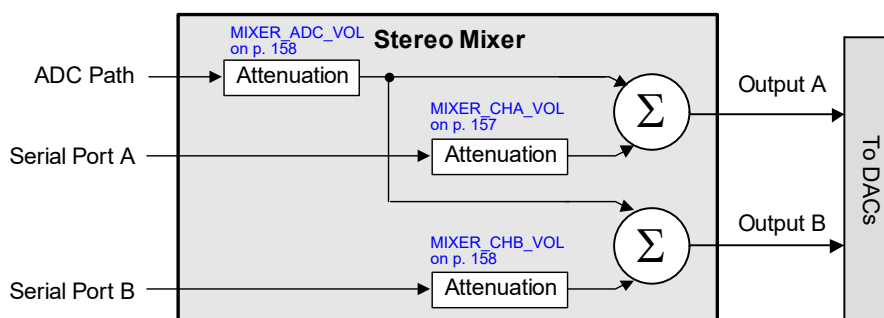 MIXER_ADC_VOL
on p. 158
Stereo Mixer
ADC Path
Attenuation
Output A
MIXER_CHA_VOL
on p. 157
Σ
Serial Port A
Attenuation
To DACs
Output B
MIXER_CHB_VOL
on p. 158
Σ
Serial Port B
Attenuation